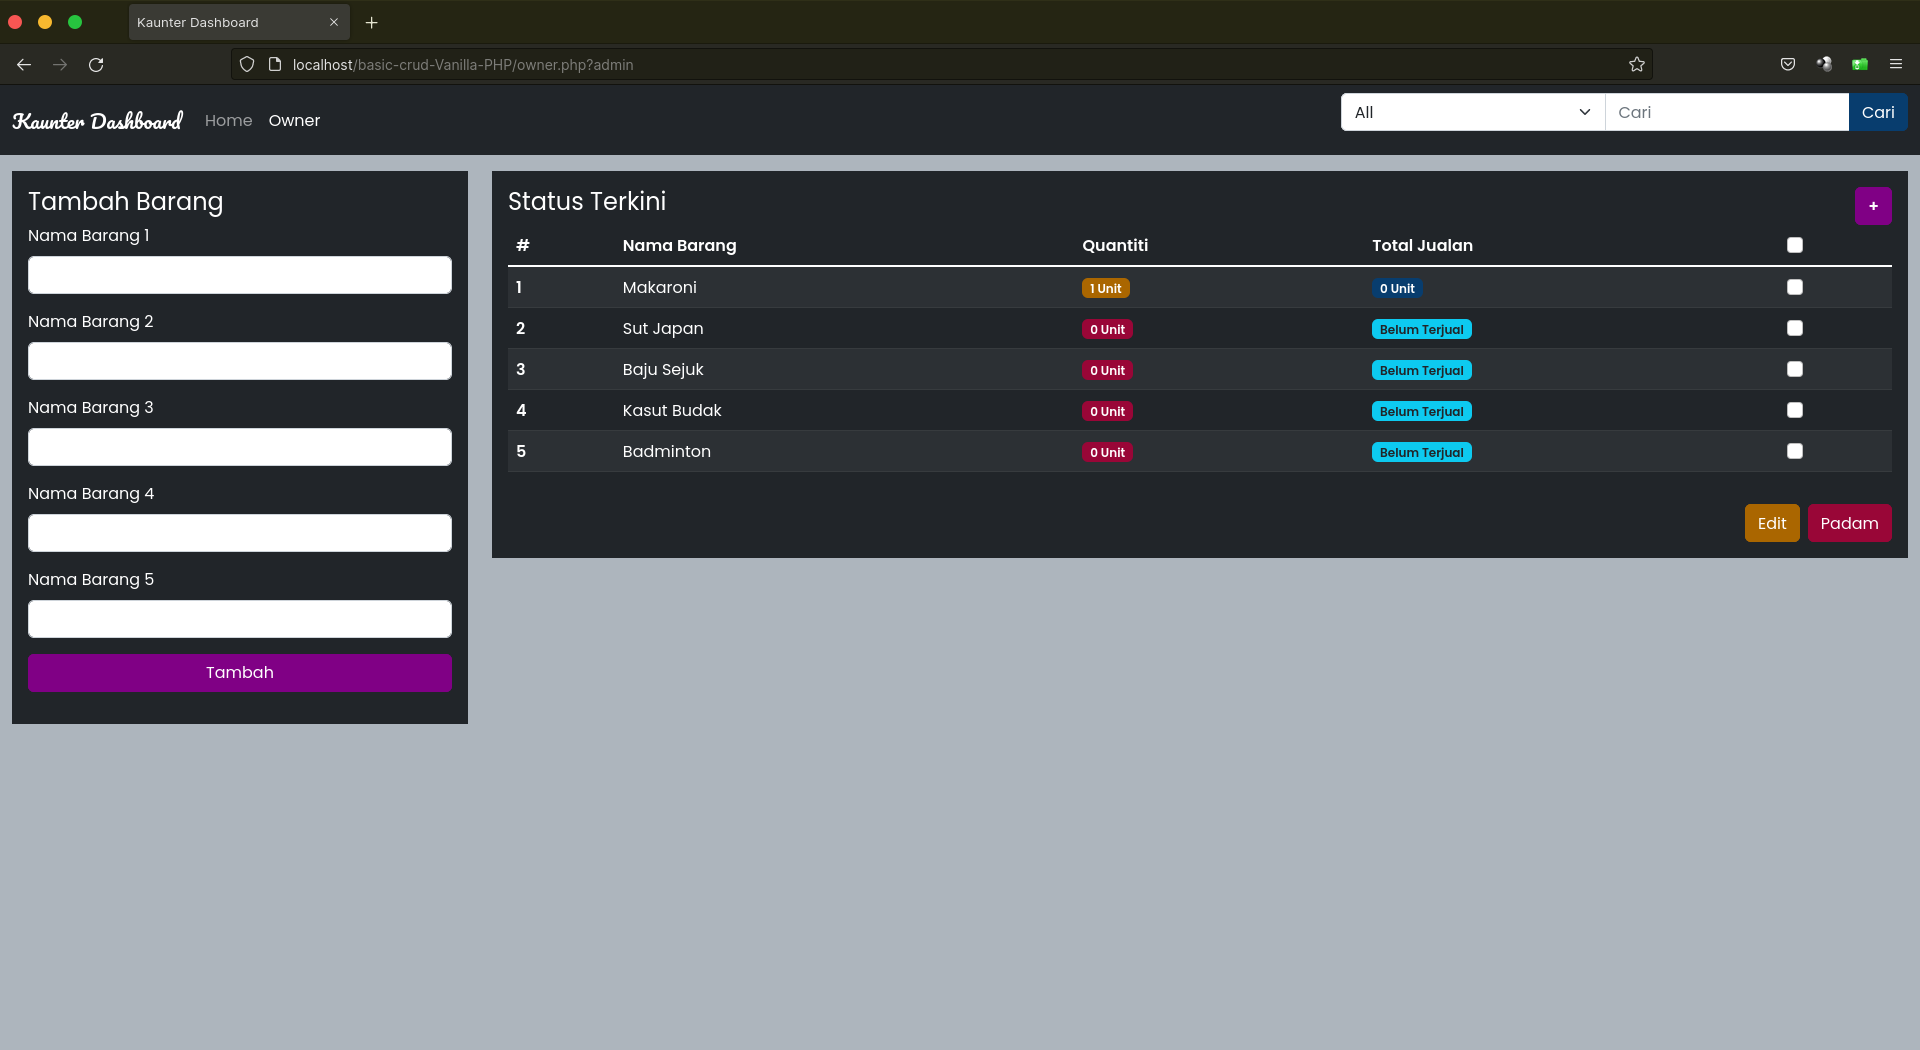 Kaunter Dashboard
localhost/basic-crud-Vanilla-PHP/owner.php?admin
Kaunter Dashboard Home Owner All Cari Cari
Tambah Barang
Nama Barang 1
Nama Barang 2
Nama Barang 3
Nama Barang 4
Nama Barang 5
Tambah
Status Terkini +
# Nama Barang Quantiti Total Jualan
1 Makaroni 1 Unit 0 Unit
2 Sut Japan 0 Unit Belum Terjual
3 Baju Sejuk 0 Unit Belum Terjual
4 Kasut Budak 0 Unit Belum Terjual
5 Badminton 0 Unit Belum Terjual
Edit Padam